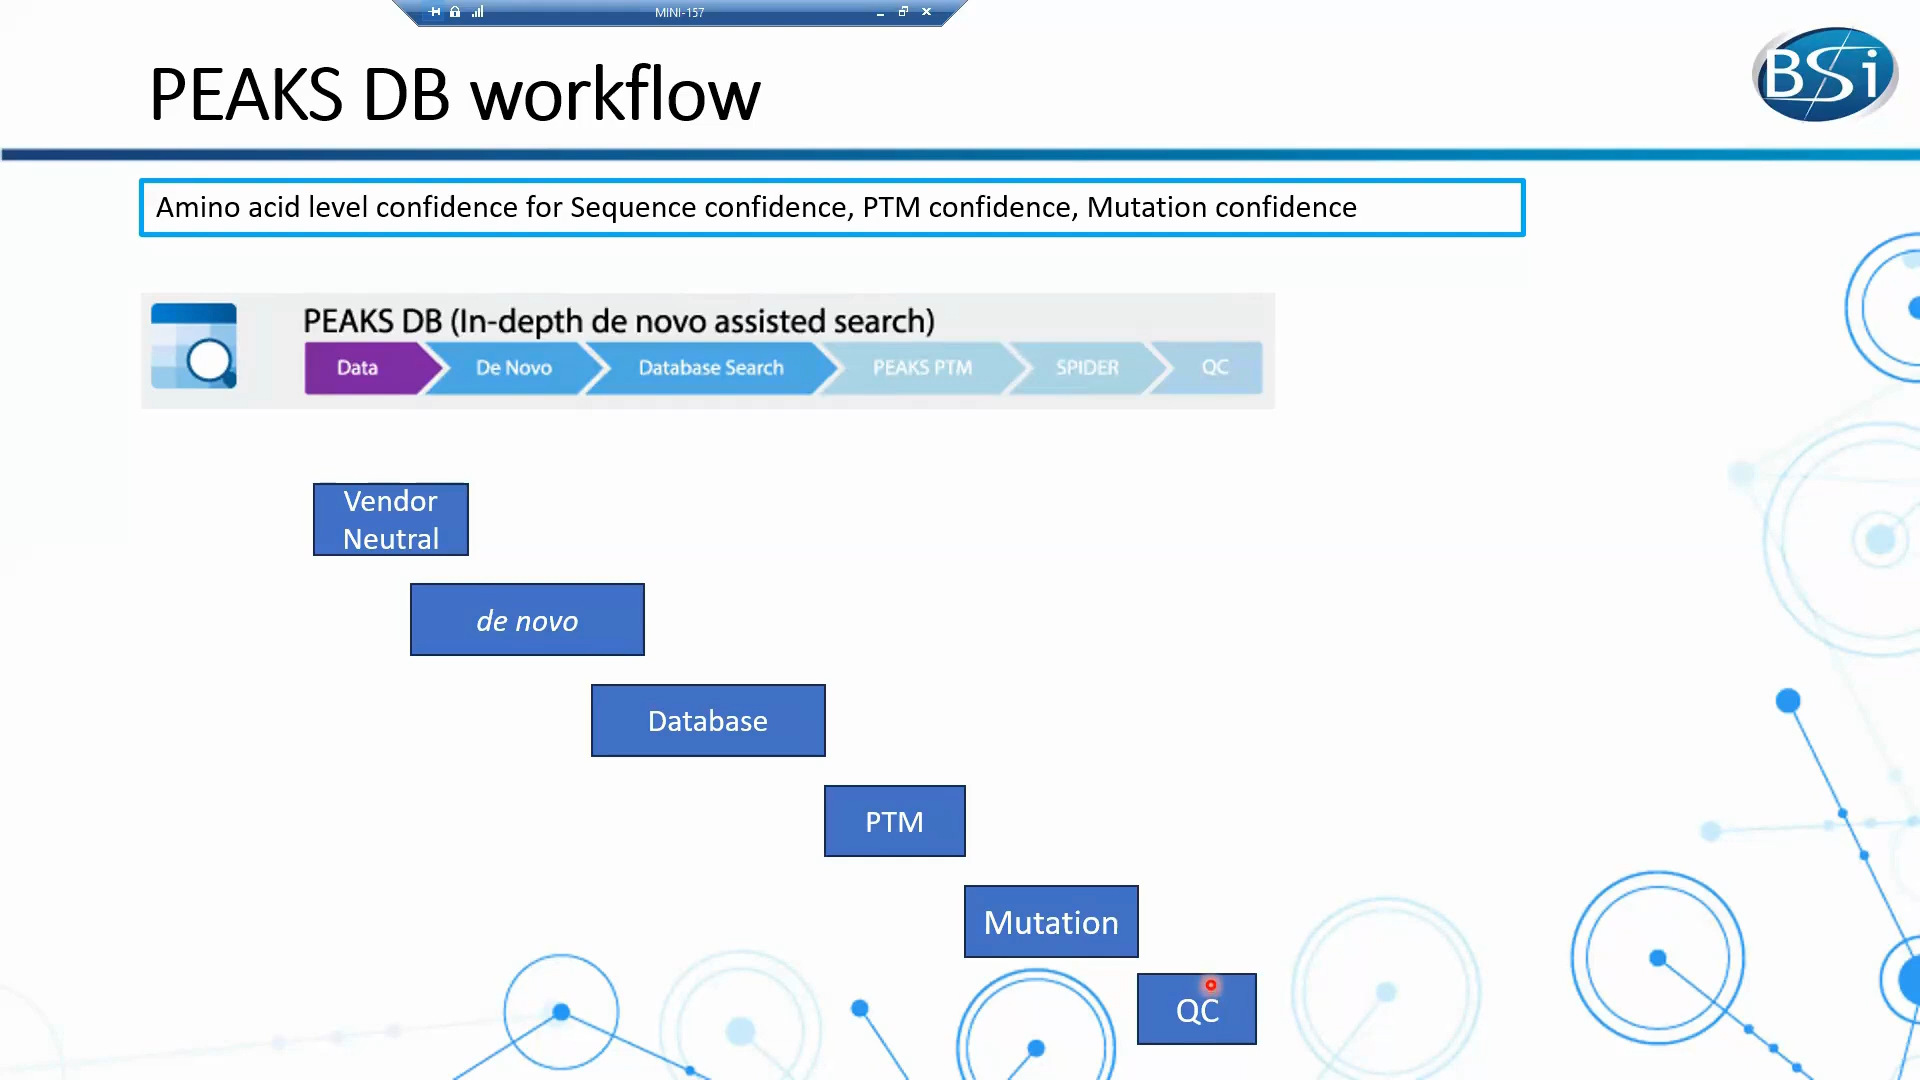 MINI-157
PEAKS DB workflow
BSi
Amino acid level confidence for Sequence confidence, PTM confidence, Mutation confidence
PEAKS DB (In-depth de novo assisted search)
Data De Novo Database Search PEAKS PTM SPIDER QC
Vendor
Neutral
de novo
Database
PTM
Mutation
QC